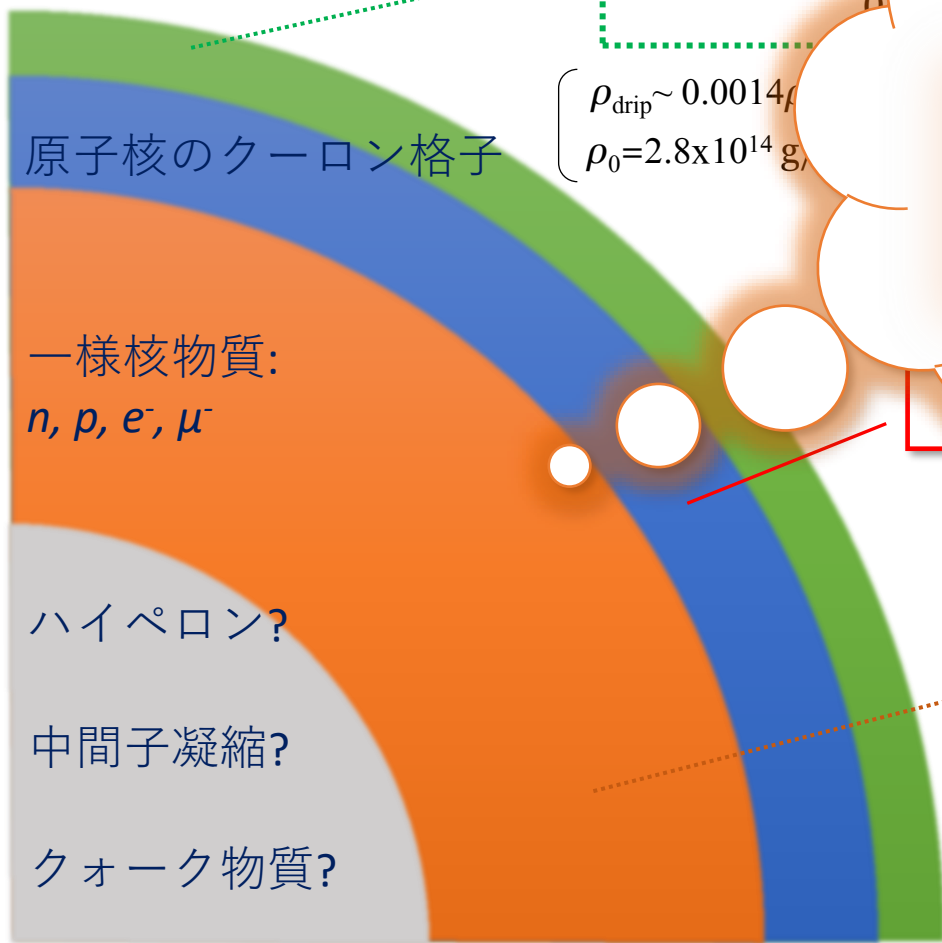 ρdrip~ 0.0014ρ
原子核のクーロン格子
ρ0=2.8x10¹⁴ g/
一様核物質:
n, p, e⁻, μ⁻
ハイペロン?
中間子凝縮?
クォーク物質?